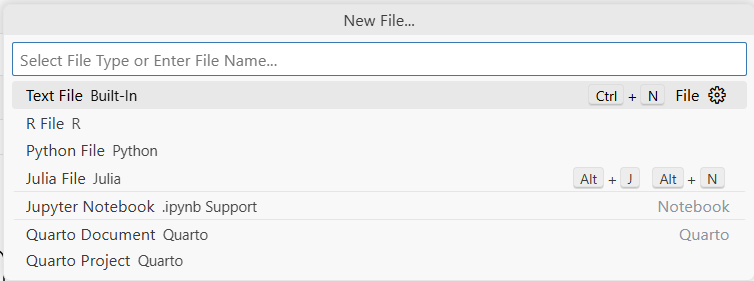 New File...
Select File Type or Enter File Name...
Text File Built-In Ctrl + N File
R File R
Python File Python
Julia File Julia Alt + J Alt + N
Jupyter Notebook .ipynb Support Notebook
Quarto Document Quarto Quarto
Quarto Project Quarto